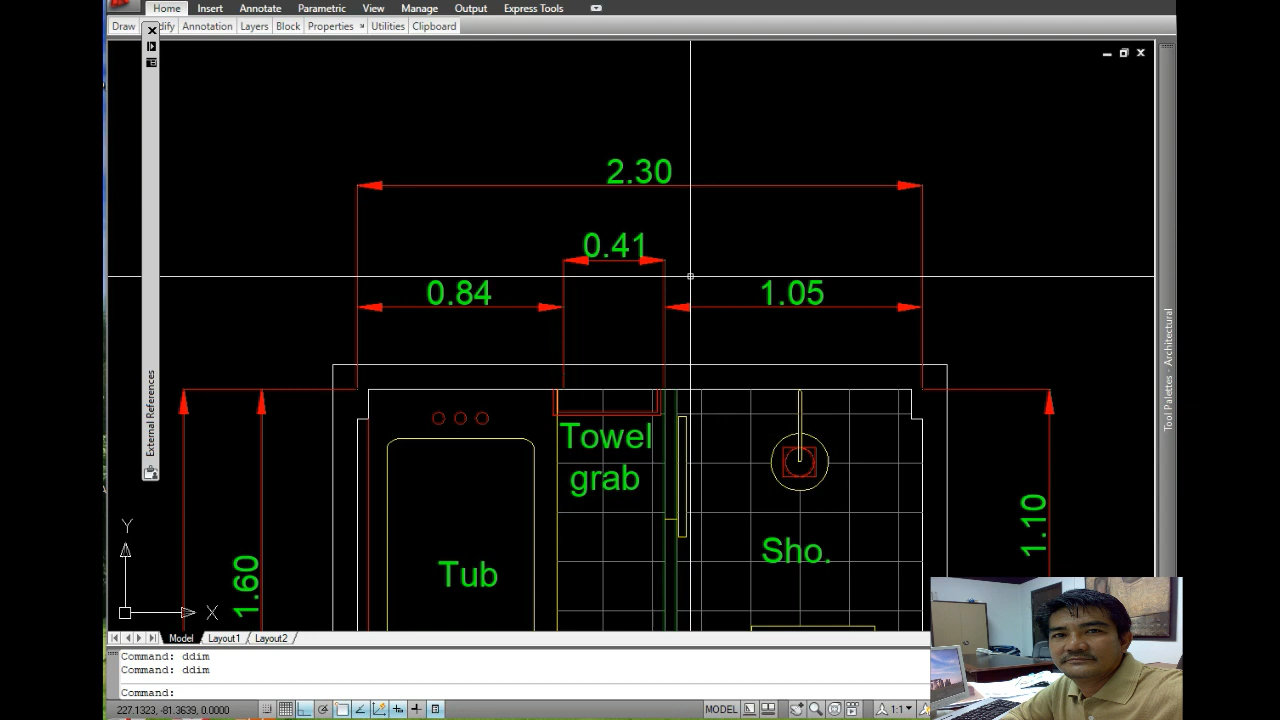 Home Insert Annotate Parametric View Manage Output Express Tools
Draw dify Annotation Layers Block Properties Utilities Clipboard
2.30
0.41
0.84
1.05
External References
Tool Palettes - Architectural
Towel
grab
1.10
Sho.
Tub
1.60
Y
X
Model Layout1 Layout2
Command: ddim
Command: ddim
Command:
227.1323, -81.3639, 0.0000
MODEL
1:1